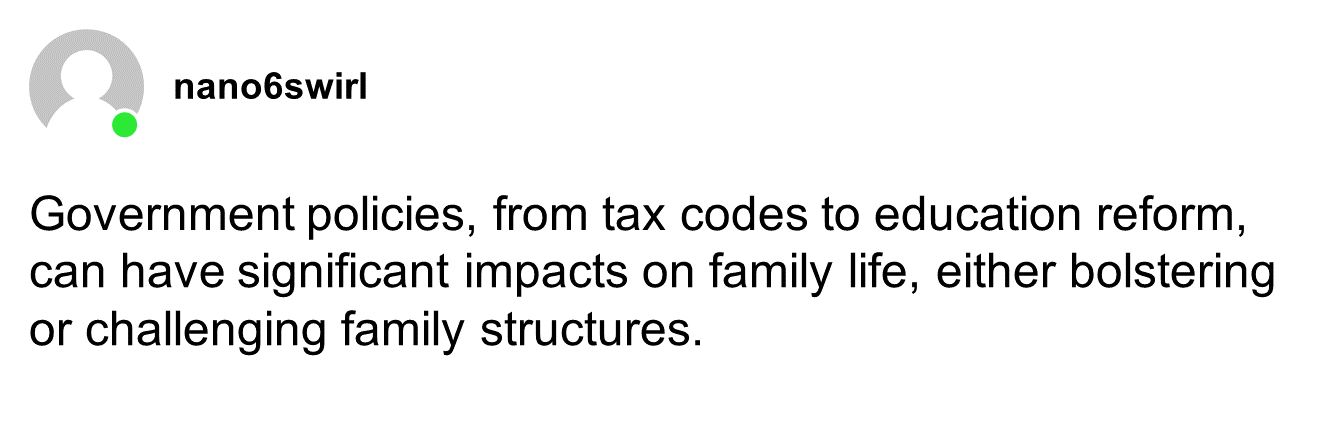 nano6swirl
Government policies, from tax codes to education reform,
can have significant impacts on family life, either bolstering
or challenging family structures.